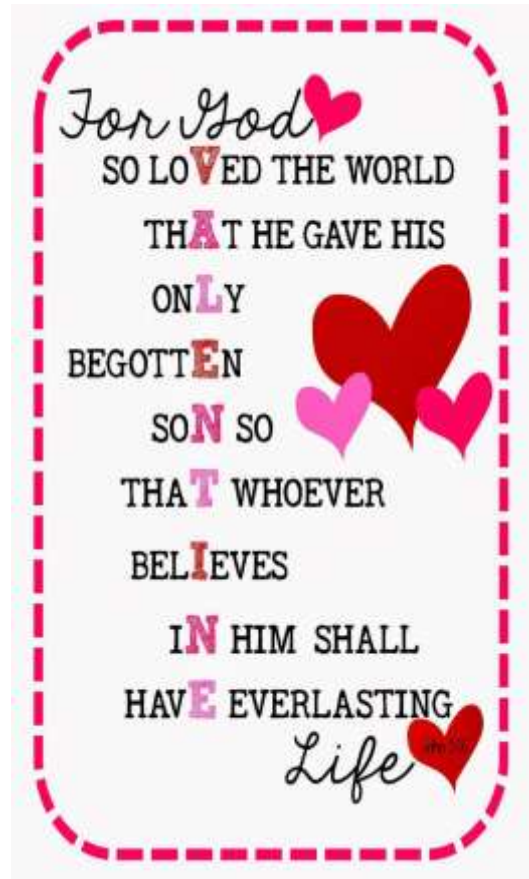 For God
SO LOVED THE WORLD
THAT HE GAVE HIS
ONLY
BEGOTTEN
SON SO
THAT WHOEVER
BELIEVES
IN HIM SHALL
HAVE EVERLASTING
Life